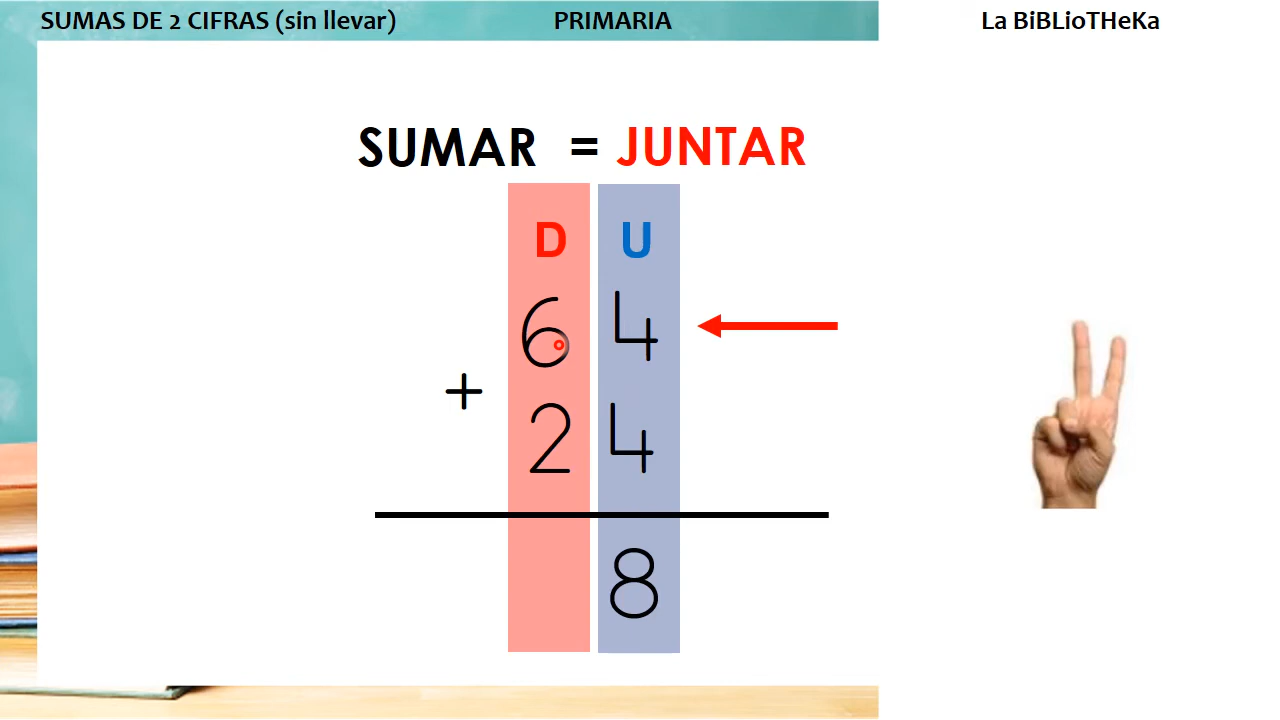 SUMAS DE 2 CIFRAS (sin llevar) PRIMARIA La BiBLioTHeKa
SUMAR = JUNTAR
D U
6 4
+
2 4
8